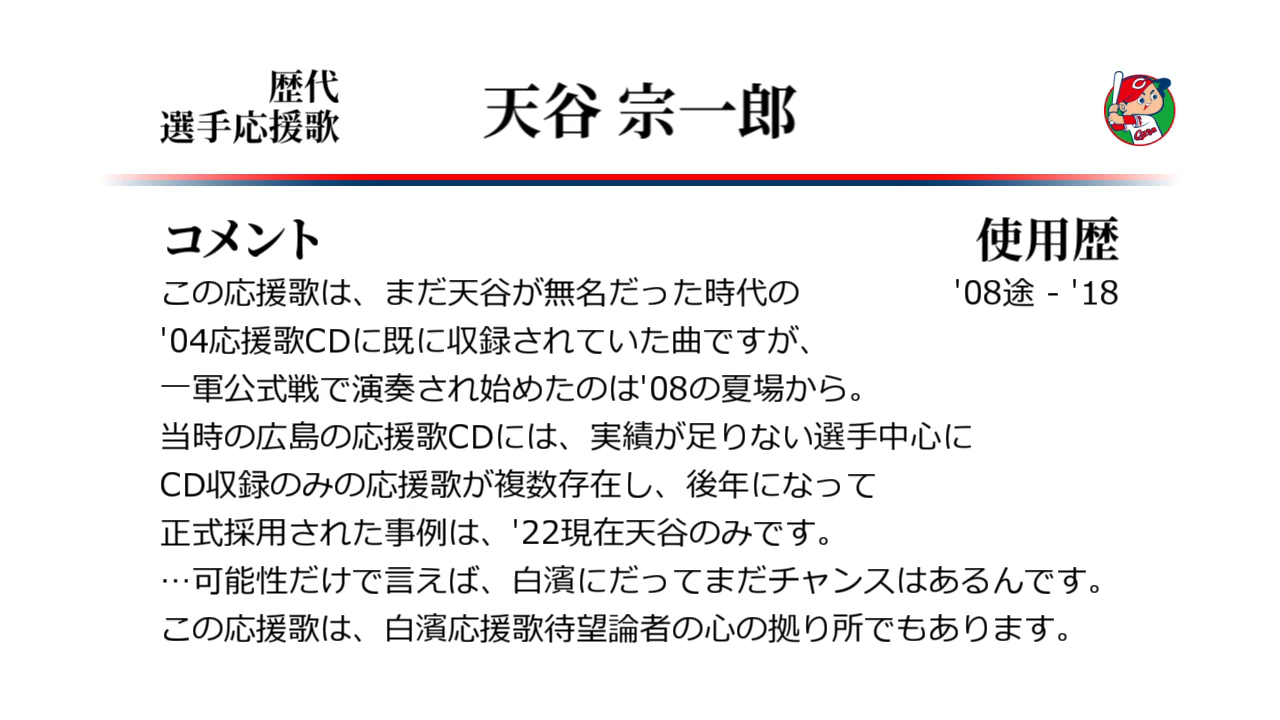 歴代
選手応援歌
天谷 宗一郎
コメント
使用歴
この応援歌は、まだ天谷が無名だった時代の
'08途 - '18
'04応援歌CDに既に収録されていた曲ですが、
一軍公式戦で演奏され始めたのは'08の夏場から。
当時の広島の応援歌CDには、実績が足りない選手中心に
CD収録のみの応援歌が複数存在し、後年になって
正式採用された事例は、'22現在天谷のみです。
…可能性だけで言えば、白濱にだってまだチャンスはあるんです。
この応援歌は、白濱応援歌待望論者の心の拠り所でもあります。